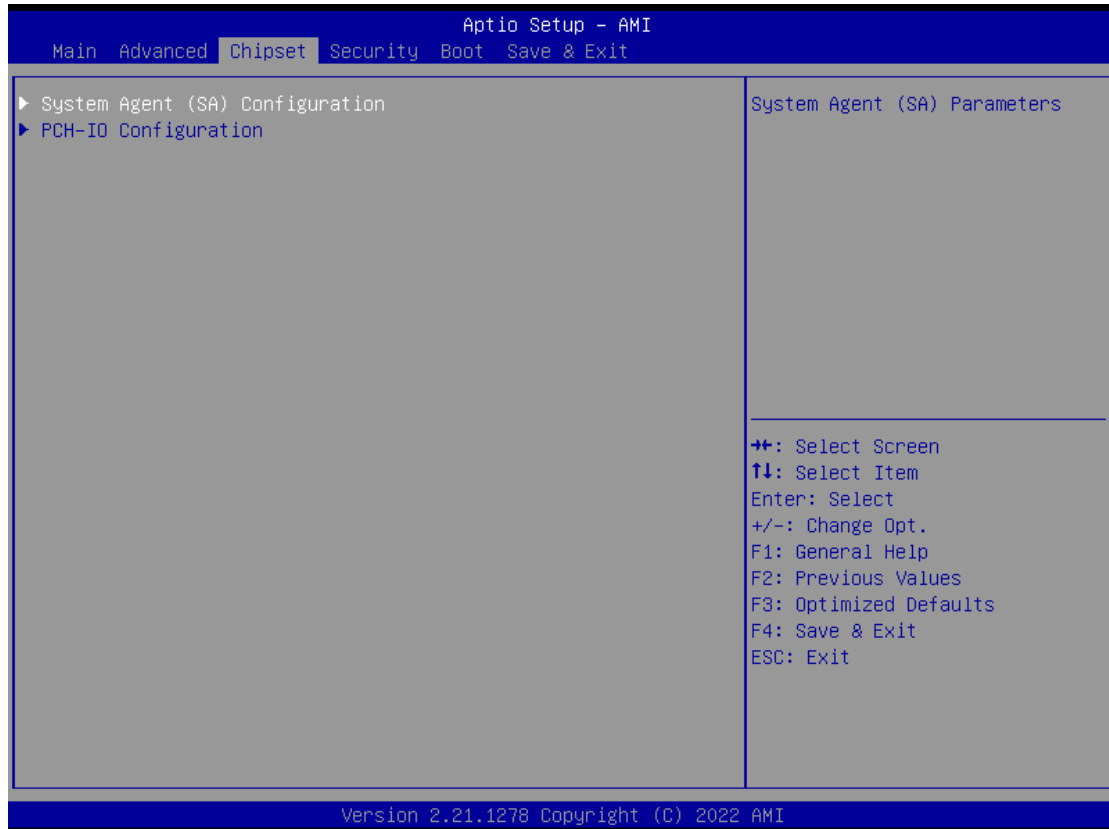 Aptio Setup – AMI
Main Advanced Chipset Security Boot Save & Exit
▶ System Agent (SA) Configuration
▶ PCH-IO Configuration
System Agent (SA) Parameters
→←: Select Screen
↑↓: Select Item
Enter: Select
+/-: Change Opt.
F1: General Help
F2: Previous Values
F3: Optimized Defaults
F4: Save & Exit
ESC: Exit
Version 2.21.1278 Copyright (C) 2022 AMI